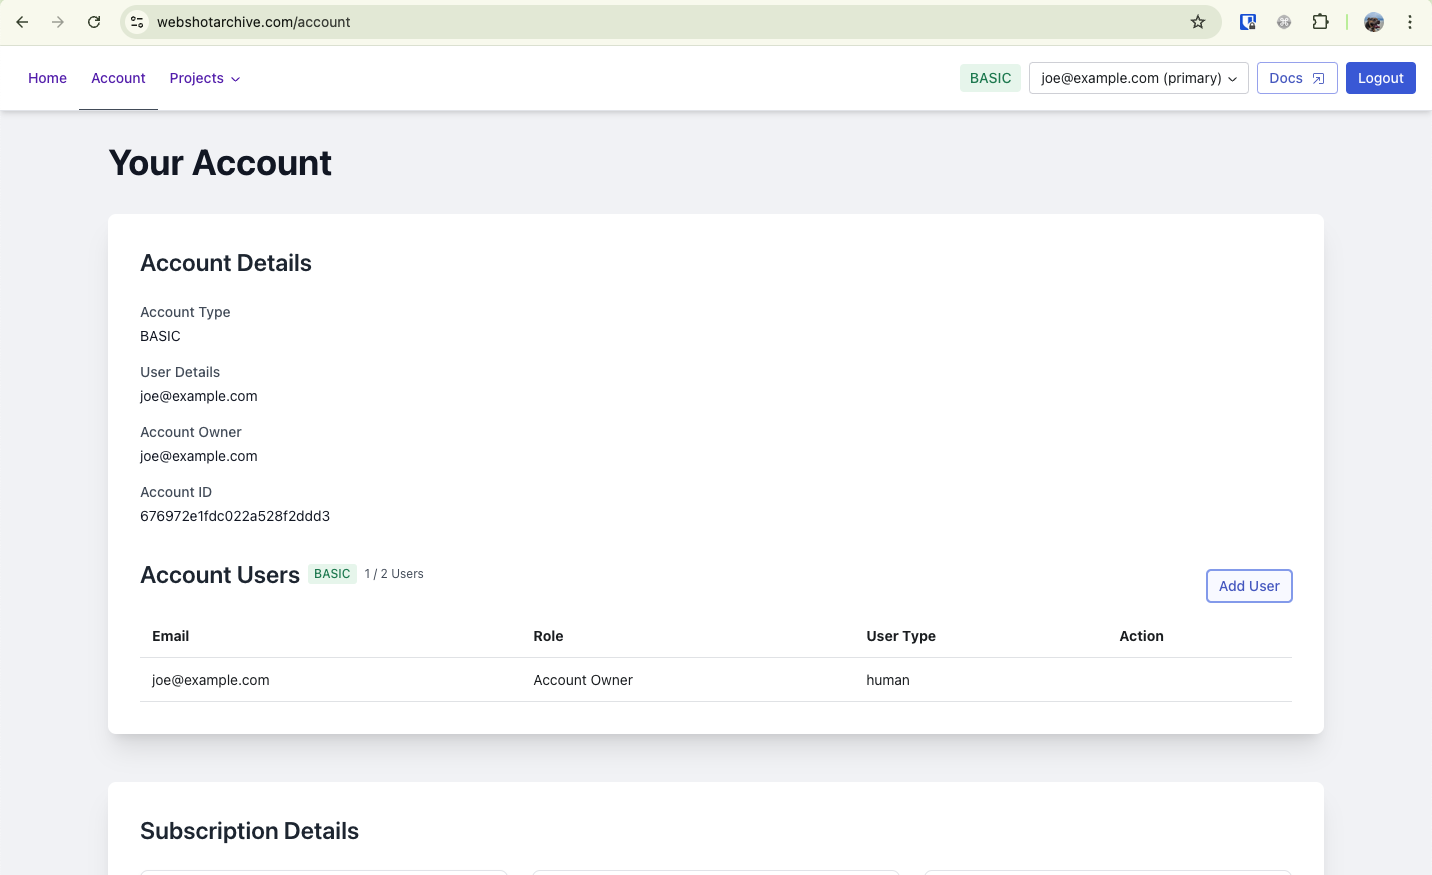 webshotarchive.com/account
Home Account Projects BASIC joe@example.com (primary) Docs Logout
Your Account
Account Details
Account Type
BASIC
User Details
joe@example.com
Account Owner
joe@example.com
Account ID
676972e1fdc022a528f2ddd3
Account Users BASIC 1 / 2 Users Add User
Email Role User Type Action
joe@example.com Account Owner human
Subscription Details